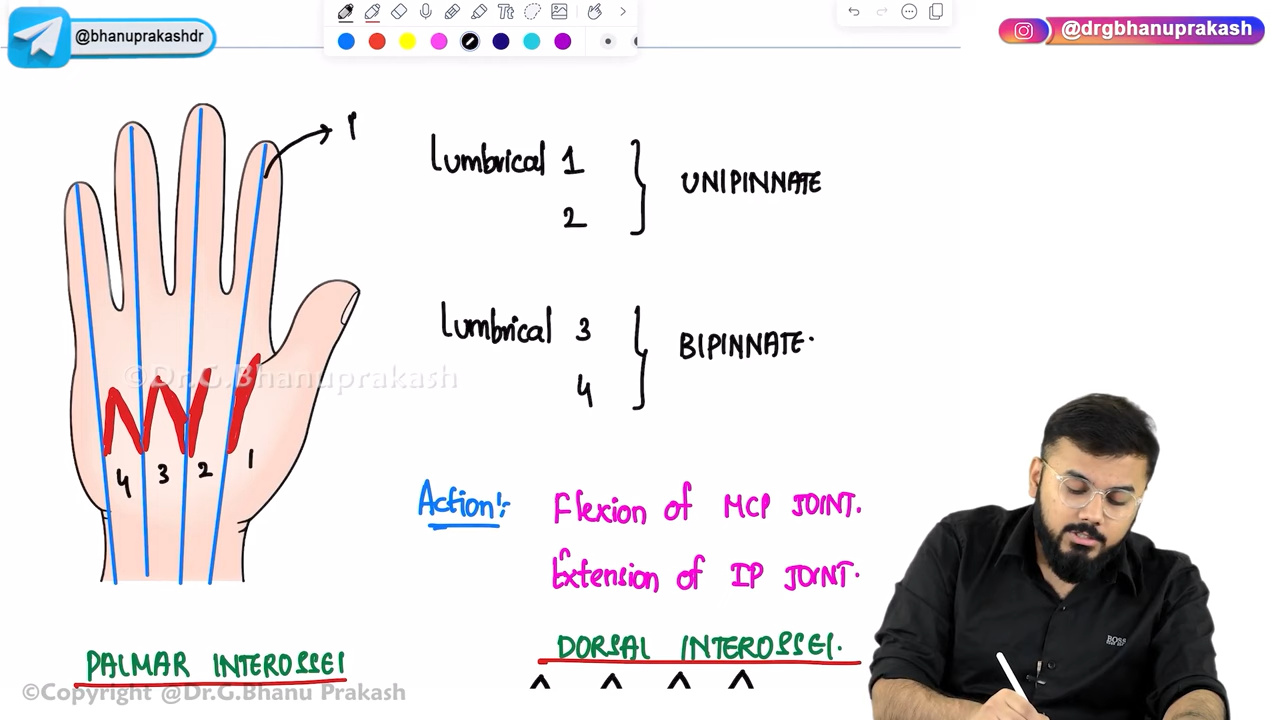 @bhanuprakashdr
Tt
@drgbhanuprakash
1
Lumbrical 1
2
UNIPINNATE
Lumbrical 3
4
BIPINNATE.
©Dr.G.Bhanuprakash
4 3 2 1
Action:-
Flexion of MCP JOINT.
Extension of IP JOINT.
BOSS
PALMAR INTEROSSEI
DORSAL INTEROSSEI.
©Copyright @Dr.G.Bhanu Prakash